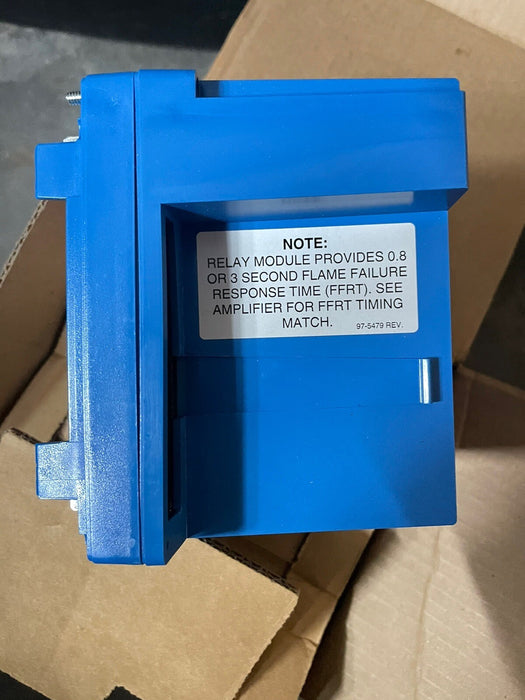 NOTE:
RELAY MODULE PROVIDES 0.8
OR 3 SECOND FLAME FAILURE
RESPONSE TIME (FFRT). SEE
AMPLIFIER FOR FFRT TIMING
MATCH. 97-5479 REV.